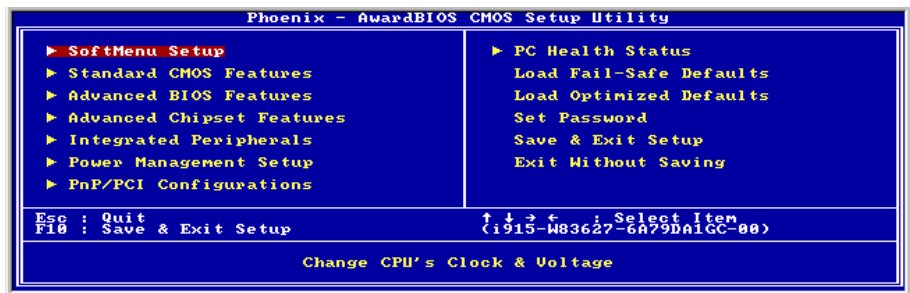 Phoenix - AwardBIOS CMOS Setup Utility
► SoftMenu Setup
► Standard CMOS Features
► Advanced BIOS Features
► Advanced Chipset Features
► Integrated Peripherals
► Power Management Setup
► PnP/PCI Configurations
► PC Health Status
Load Fail-Safe Defaults
Load Optimized Defaults
Set Password
Save & Exit Setup
Exit Without Saving
Esc : Quit
F10 : Save & Exit Setup
↑ ↓ → ← : Select Item
(i915-W83627-6A79DA1GC-00)
Change CPU's Clock & Voltage